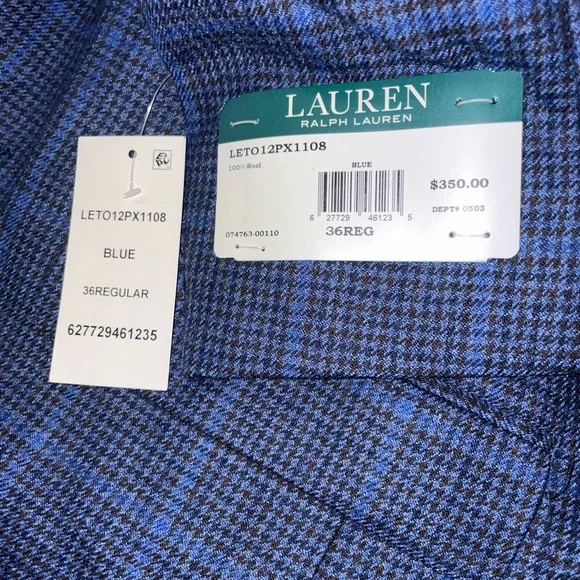 LAUREN
RALPH LAUREN
LETO12PX1108
100%Wool
BLUE
$350.00
6 27729 46123 5
DEPT# 0503
074763-00110
36REG
LETO12PX1108
BLUE
36REGULAR
627729461235